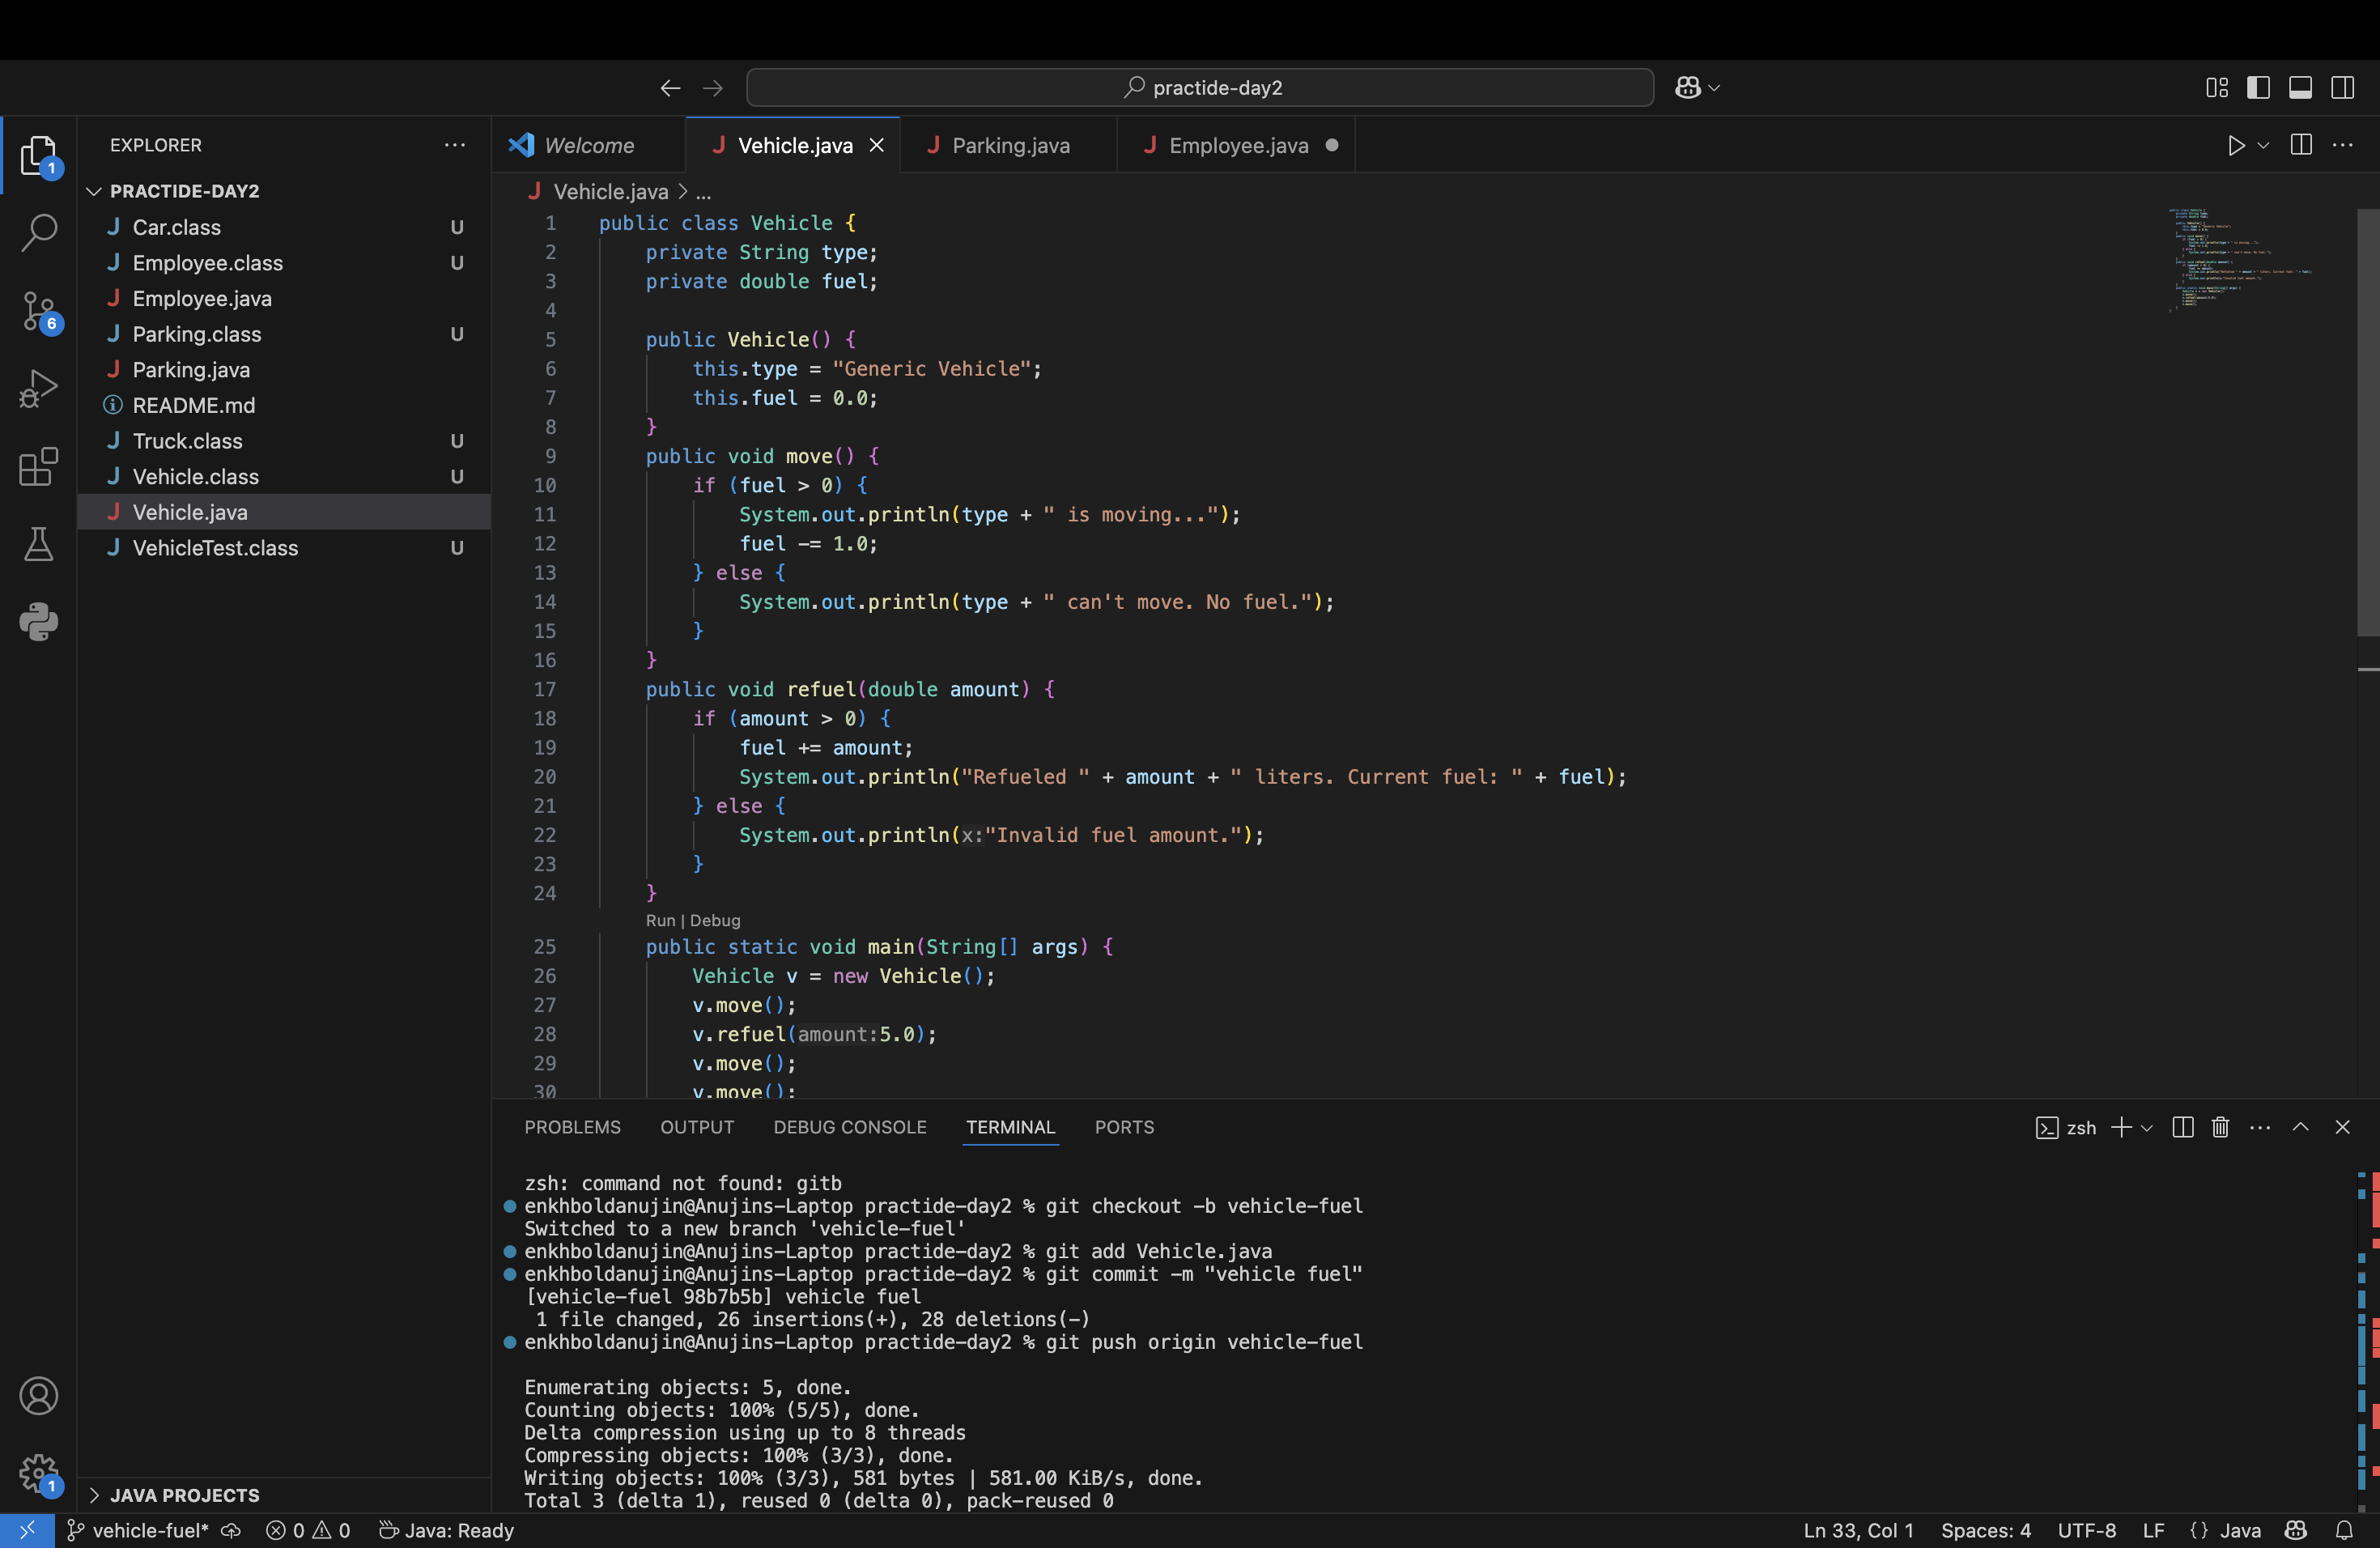 practide-day2
EXPLORER
Welcome
Vehicle.java
Parking.java
Employee.java
1
PRACTIDE-DAY2
Car.class U
Employee.class U
Employee.java
Parking.class U
Parking.java
README.md
Truck.class U
Vehicle.class U
Vehicle.java
VehicleTest.class U
6
Vehicle.java > ...
1 public class Vehicle {
2 private String type;
3 private double fuel;
4
5 public Vehicle() {
6 this.type = "Generic Vehicle";
7 this.fuel = 0.0;
8 }
9 public void move() {
10 if (fuel > 0) {
11 System.out.println(type + " is moving...");
12 fuel -= 1.0;
13 } else {
14 System.out.println(type + " can't move. No fuel.");
15 }
16 }
17 public void refuel(double amount) {
18 if (amount > 0) {
19 fuel += amount;
20 System.out.println("Refueled " + amount + " liters. Current fuel: " + fuel);
21 } else {
22 System.out.println(x:"Invalid fuel amount.");
23 }
24 }
Run | Debug
25 public static void main(String[] args) {
26 Vehicle v = new Vehicle();
27 v.move();
28 v.refuel(amount:5.0);
29 v.move();
30 v.move();
PROBLEMS OUTPUT DEBUG CONSOLE TERMINAL PORTS
zsh
zsh: command not found: gitb
enkhboldanujin@Anujins-Laptop practide-day2 % git checkout -b vehicle-fuel
Switched to a new branch 'vehicle-fuel'
enkhboldanujin@Anujins-Laptop practide-day2 % git add Vehicle.java
enkhboldanujin@Anujins-Laptop practide-day2 % git commit -m "vehicle fuel"
[vehicle-fuel 98b7b5b] vehicle fuel
1 file changed, 26 insertions(+), 28 deletions(-)
enkhboldanujin@Anujins-Laptop practide-day2 % git push origin vehicle-fuel
Enumerating objects: 5, done.
Counting objects: 100% (5/5), done.
Delta compression using up to 8 threads
Compressing objects: 100% (3/3), done.
Writing objects: 100% (3/3), 581 bytes | 581.00 KiB/s, done.
Total 3 (delta 1), reused 0 (delta 0), pack-reused 0
1
JAVA PROJECTS
vehicle-fuel* 0 0 Java: Ready
Ln 33, Col 1 Spaces: 4 UTF-8 LF {} Java